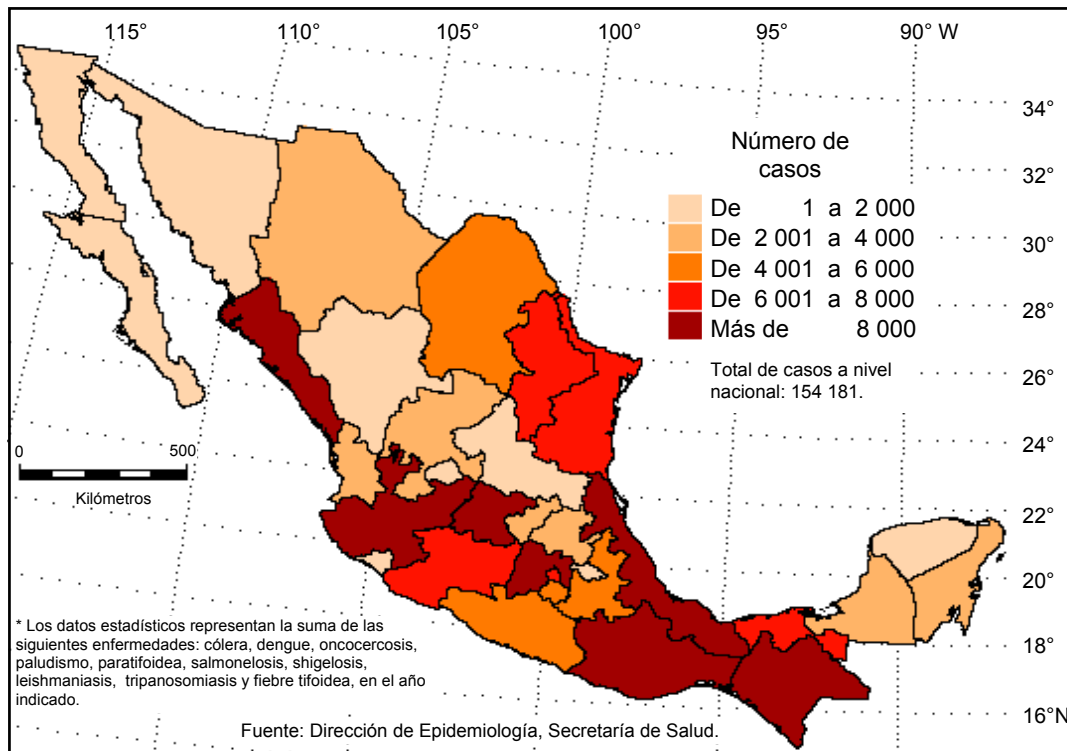 115° 110° 105° 100° 95° 90° W
34°
32°
30°
28°
26°
24°
22°
20°
18°
16°N
Número de
casos
De 1 a 2 000
De 2 001 a 4 000
De 4 001 a 6 000
De 6 001 a 8 000
Más de 8 000
Total de casos a nivel
nacional: 154 181.
0 500
Kilómetros
* Los datos estadísticos representan la suma de las
siguientes enfermedades: cólera, dengue, oncocercosis,
paludismo, paratifoidea, salmonelosis, shigelosis,
leishmaniasis, tripanosomiasis y fiebre tifoidea, en el año
indicado.
Fuente: Dirección de Epidemiología, Secretaría de Salud.